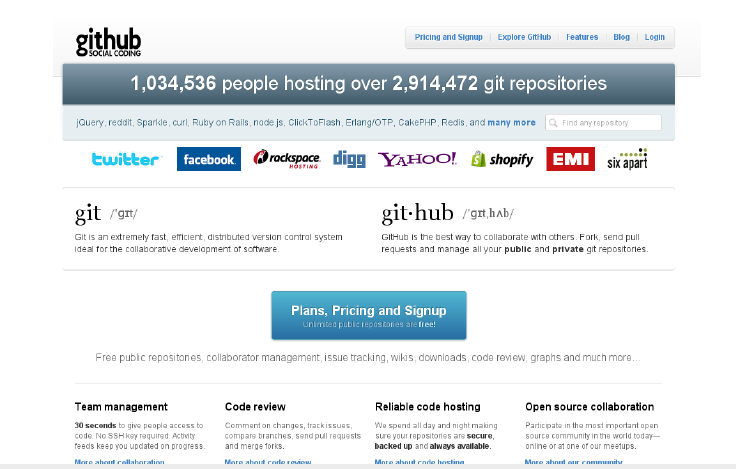 github
SOCIAL CODING
Pricing and Signup
Explore GitHub
Features
Blog
Login
1,034,536 people hosting over 2,914,472 git repositories
jQuery, reddit, Sparkle, curl, Ruby on Rails, node.js, ClickToFlash, Erlang/OTP, CakePHP, Redis, and many more
Find any repository
twitter
facebook
rackspace HOSTING
digg
YAHOO!
shopify
EMI
six apart
git /ˈgɪt/
Git is an extremely fast, efficient, distributed version control system
ideal for the collaborative development of software.
git·hub /ˈgɪt,hʌb/
GitHub is the best way to collaborate with others. Fork, send pull
requests and manage all your public and private git repositories.
Plans, Pricing and Signup
Unlimited public repositories are free!
Free public repositories, collaborator management, issue tracking, wikis, downloads, code review, graphs and much more…
Team management
30 seconds to give people access to
code. No SSH key required. Activity
feeds keep you updated on progress.
More about collaboration
Code review
Comment on changes, track issues,
compare branches, send pull requests
and merge forks.
More about code review
Reliable code hosting
We spend all day and night making
sure your repositories are secure,
backed up and always available.
More about code hosting
Open source collaboration
Participate in the most important open
source community in the world today—
online or at one of our meetups.
More about our community